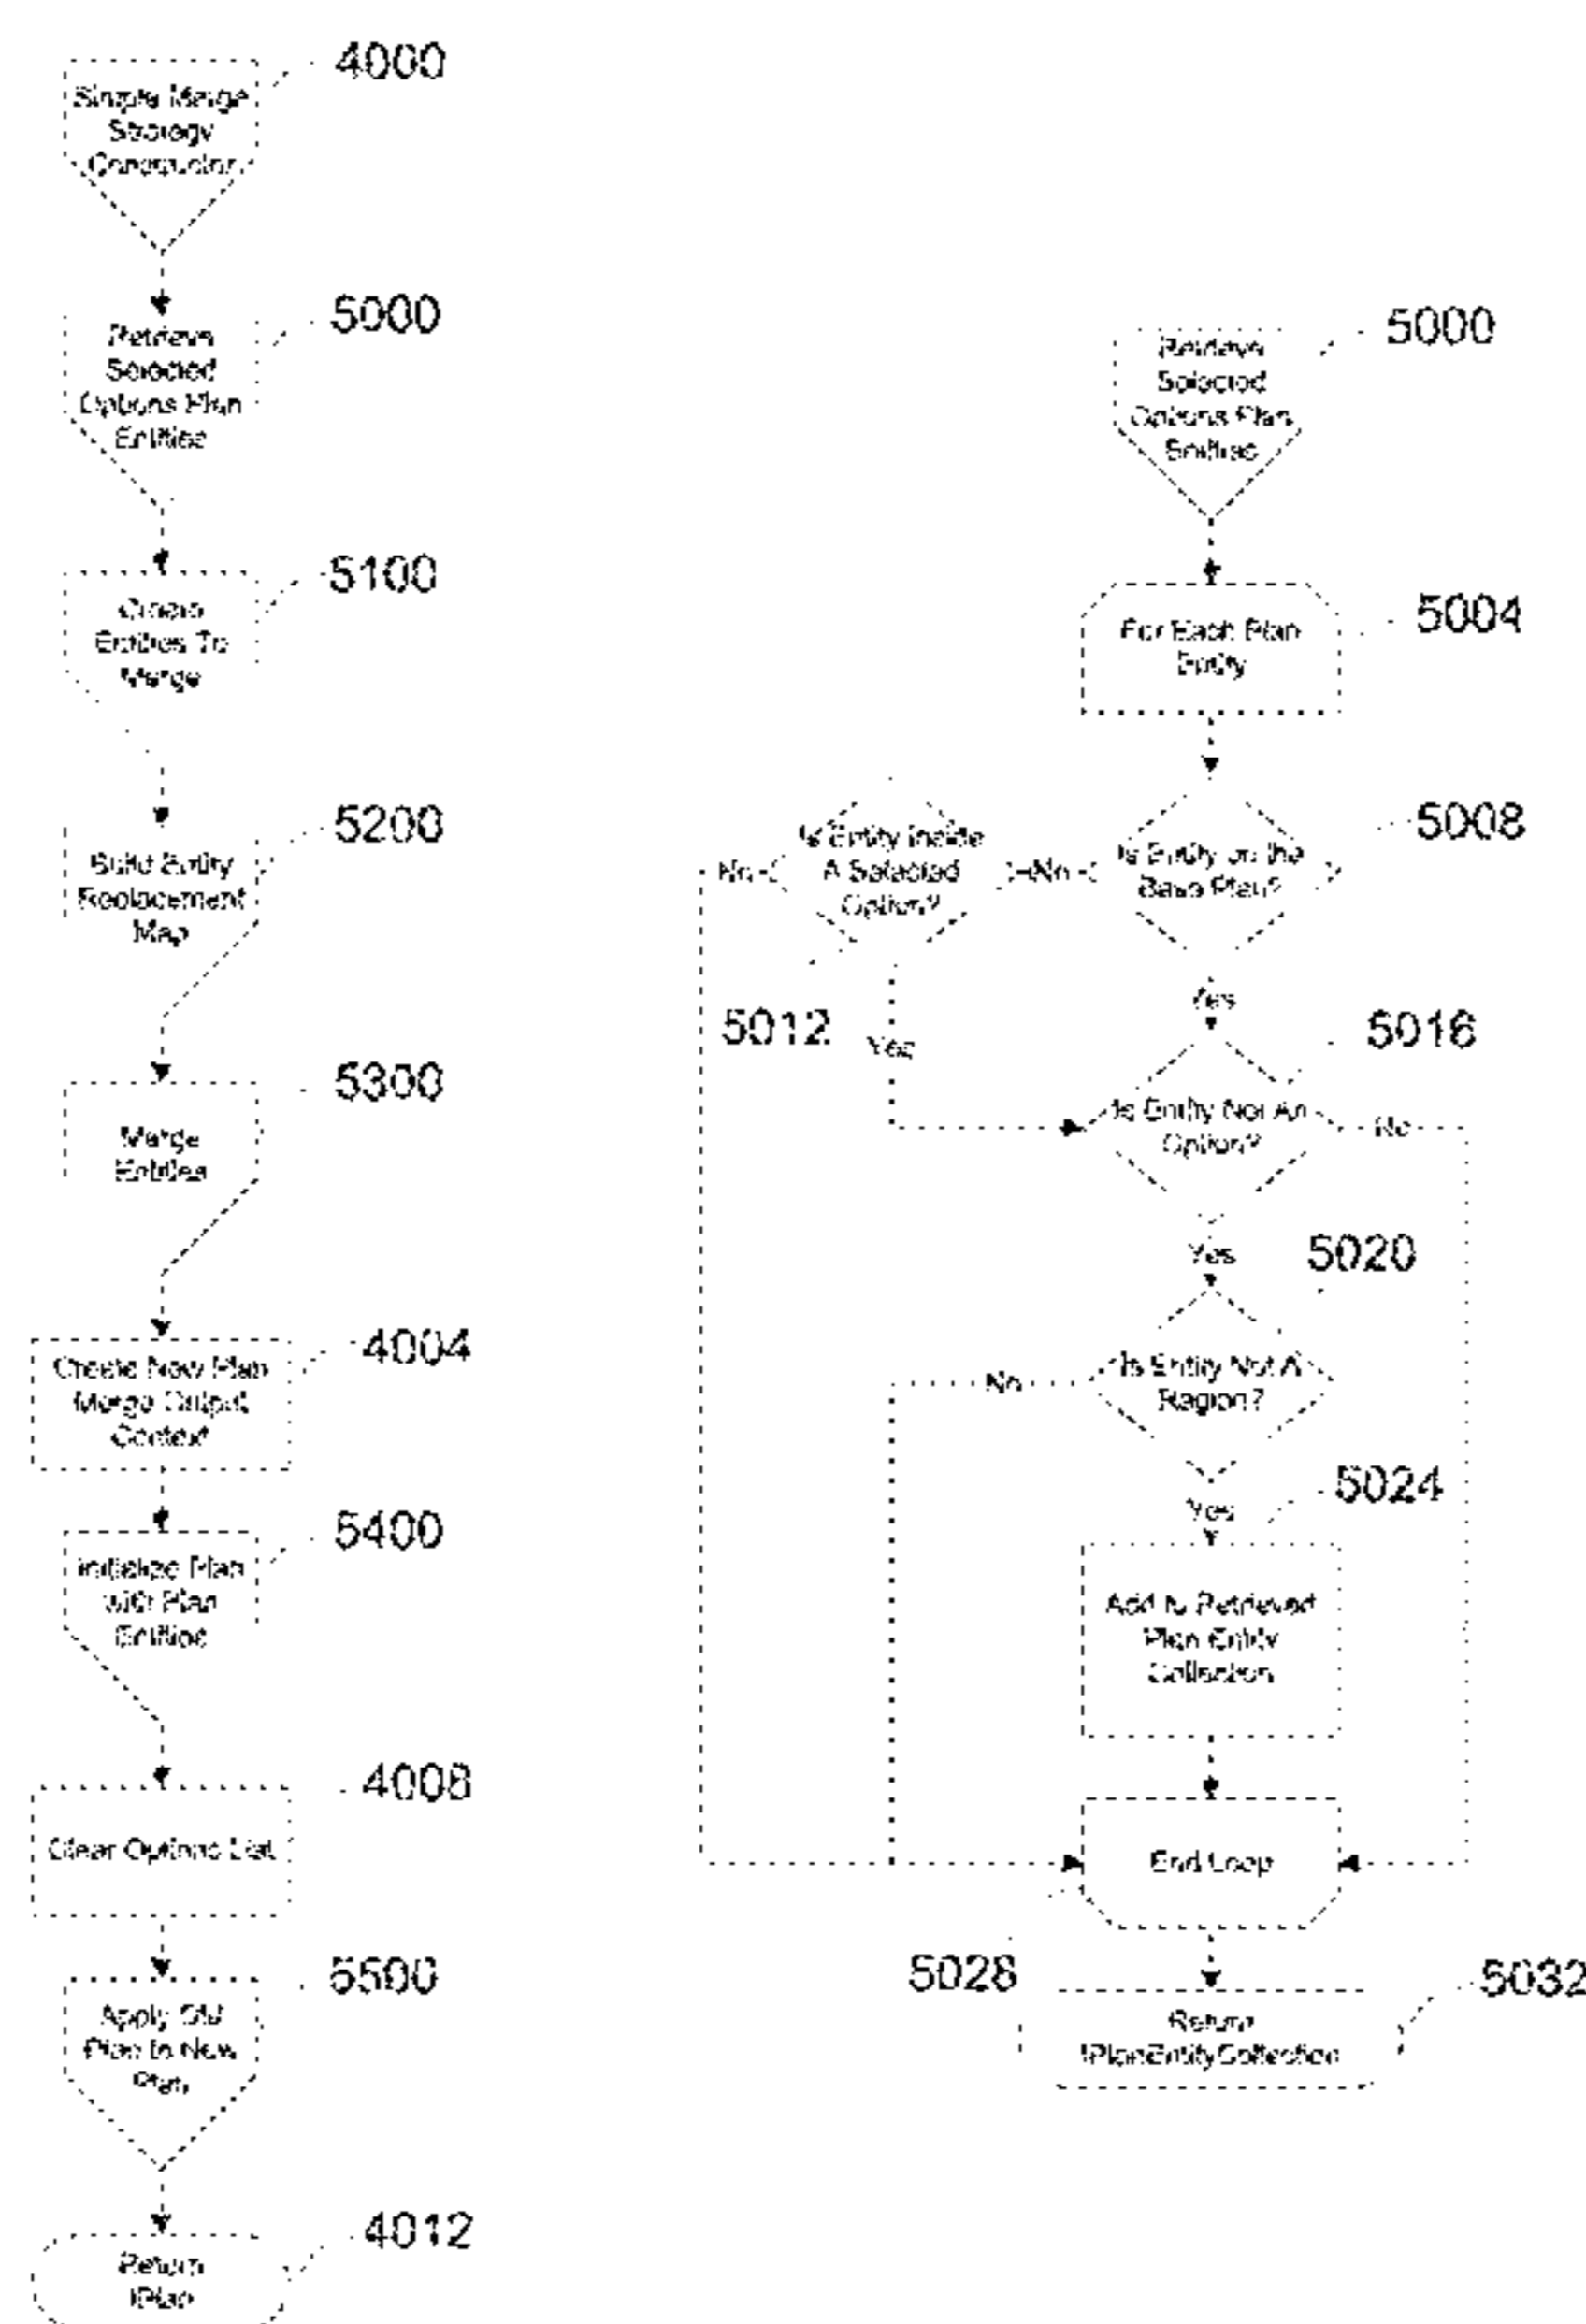 4000
Simple Merge
Strategy
Constructor
5000
Retrieve
Selected
Options Plan
Entities
5100
Create
Entities To
Merge
5200
Build Entity
Replacement
Map
5300
Merge
Entities
4004
Create New Plan
Merge Output
Context
5400
Initialize Plan
with Plan
Entities
4008
Clear Options List
5500
Apply Old
Plan to New
Plan
4012
Return
IPlan
5000
Retrieve
Selected
Options Plan
Entities
5004
For Each Plan
Entity
5008
Is Entity on the
Base Plan?
No
Is Entity Inside
A Selected
Option?
No
5012
Yes
Yes
5016
Is Entity Not An
Option?
No
Yes
5020
Is Entity Not A
Region?
No
Yes
5024
Add to Retrieved
Plan Entity
Collection
End Loop
5028
5032
Return
IPlanEntityCollection